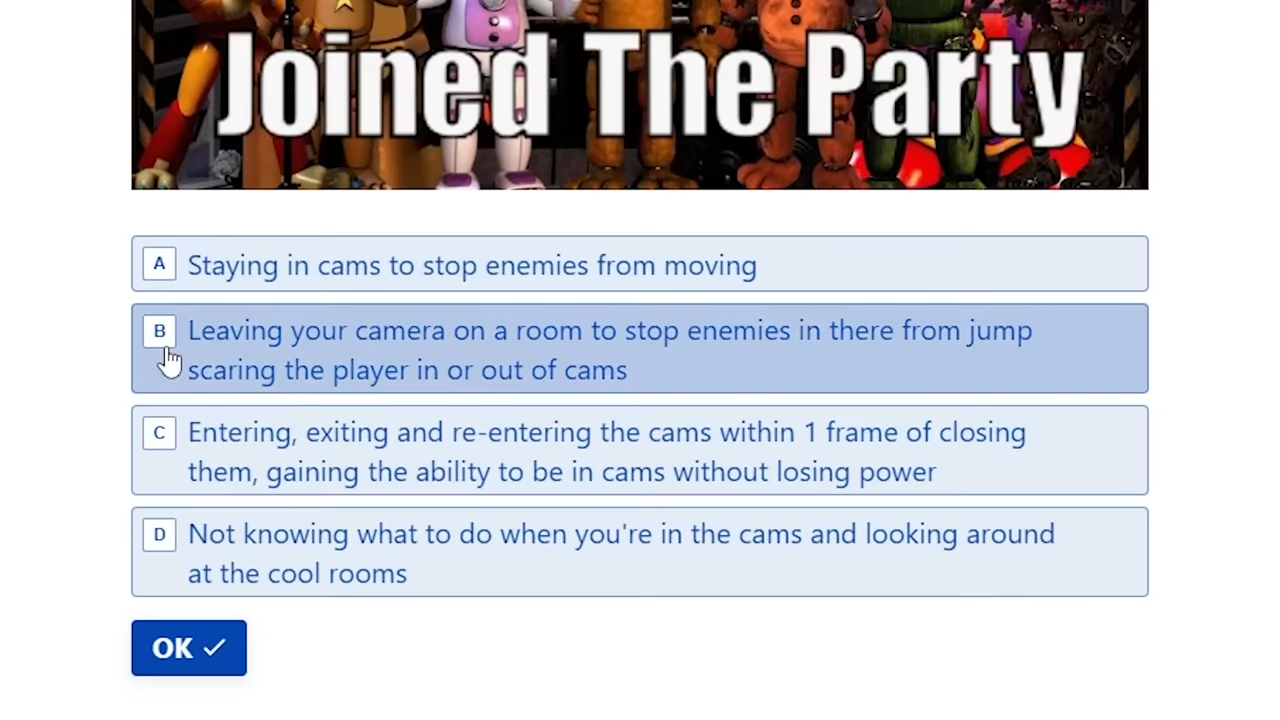 Joined The Party
A Staying in cams to stop enemies from moving
B Leaving your camera on a room to stop enemies in there from jump
scaring the player in or out of cams
C Entering, exiting and re-entering the cams within 1 frame of closing
them, gaining the ability to be in cams without losing power
D Not knowing what to do when you're in the cams and looking around
at the cool rooms
OK